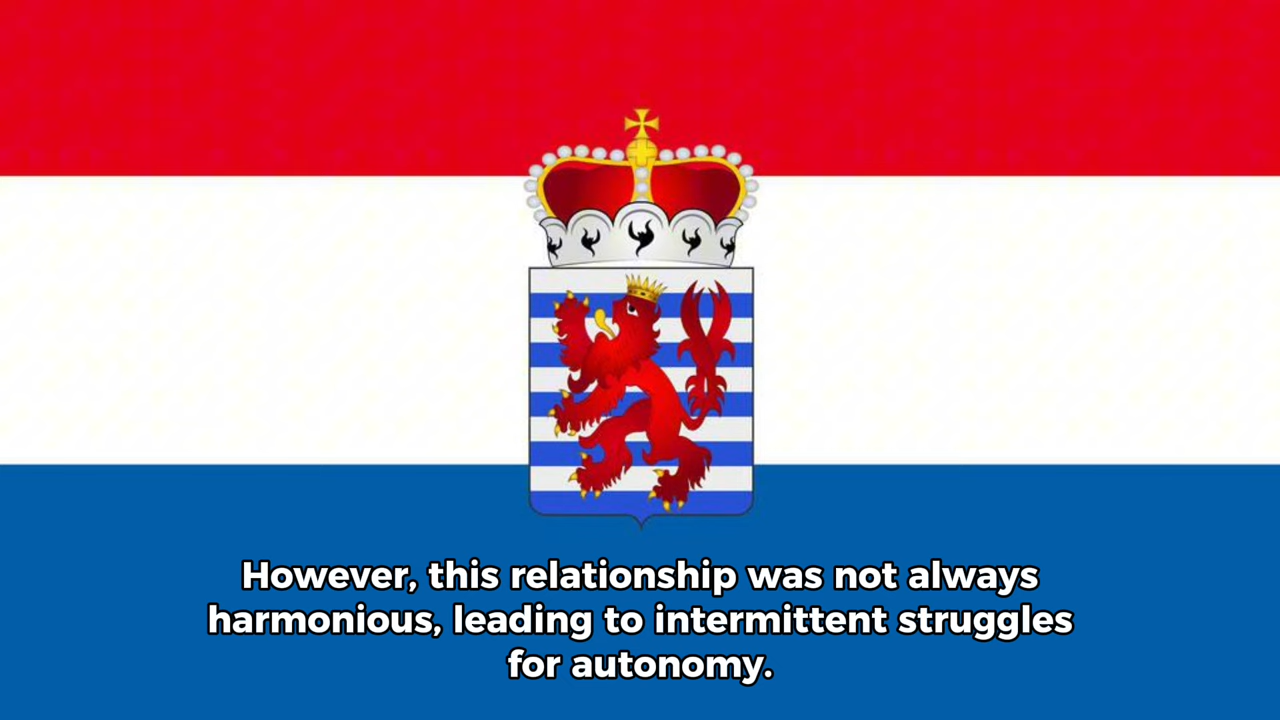 However, this relationship was not always
harmonious, leading to intermittent struggles
for autonomy.